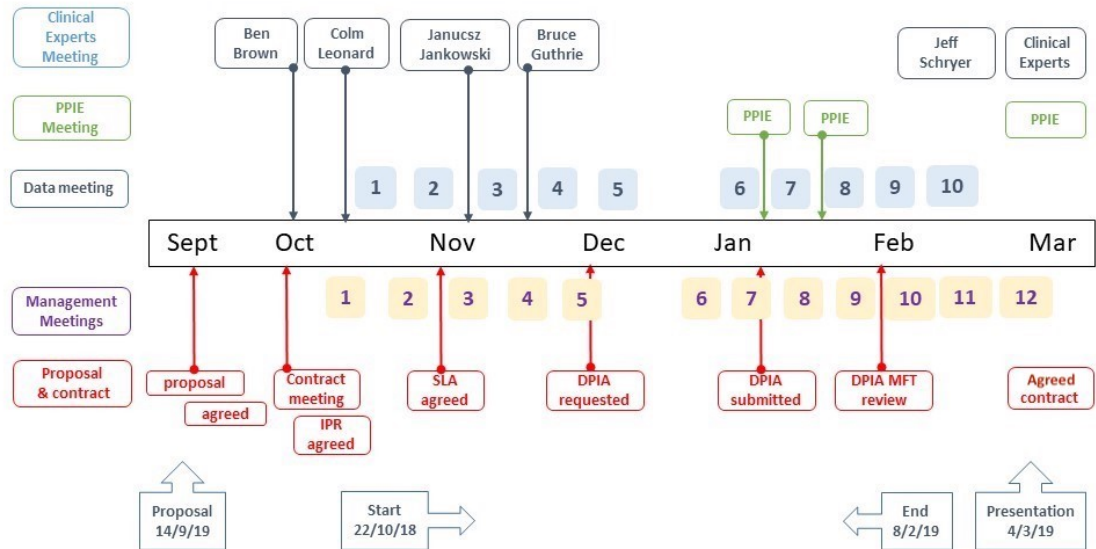 Clinical
Experts
Meeting
Ben
Brown
Colm
Leonard
Janucsz
Jankowski
Bruce
Guthrie
Jeff
Schryer
Clinical
Experts
PPIE
Meeting
PPIE
PPIE
PPIE
Data meeting
1 2 3 4 5 6 7 8 9 10
Sept Oct Nov Dec Jan Feb Mar
Management
Meetings
1 2 3 4 5 6 7 8 9 10 11 12
Proposal
& contract
proposal
agreed
Contract
meeting
IPR
agreed
SLA
agreed
DPIA
requested
DPIA
submitted
DPIA MFT
review
Agreed
contract
Proposal
14/9/19
Start
22/10/18
End
8/2/19
Presentation
4/3/19